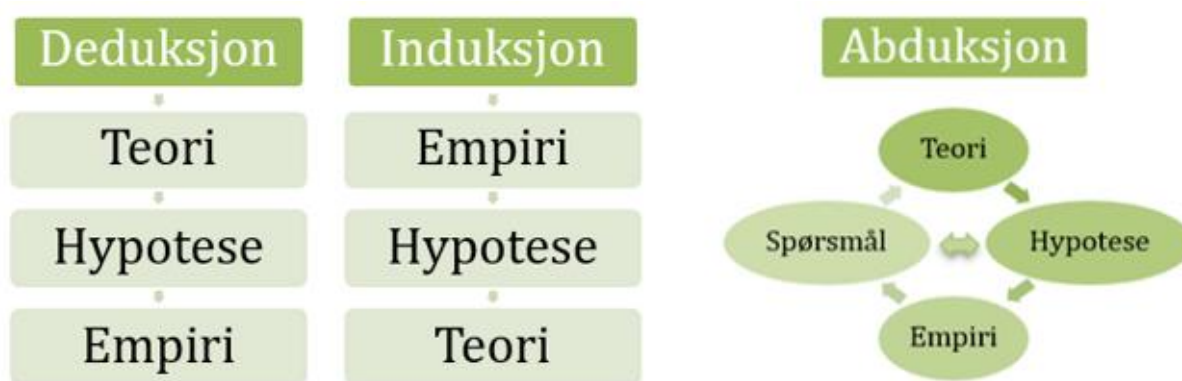 Deduksjon
Teori
Hypotese
Empiri
Induksjon
Empiri
Hypotese
Teori
Abduksjon
Teori
Spørsmål
Hypotese
Empiri